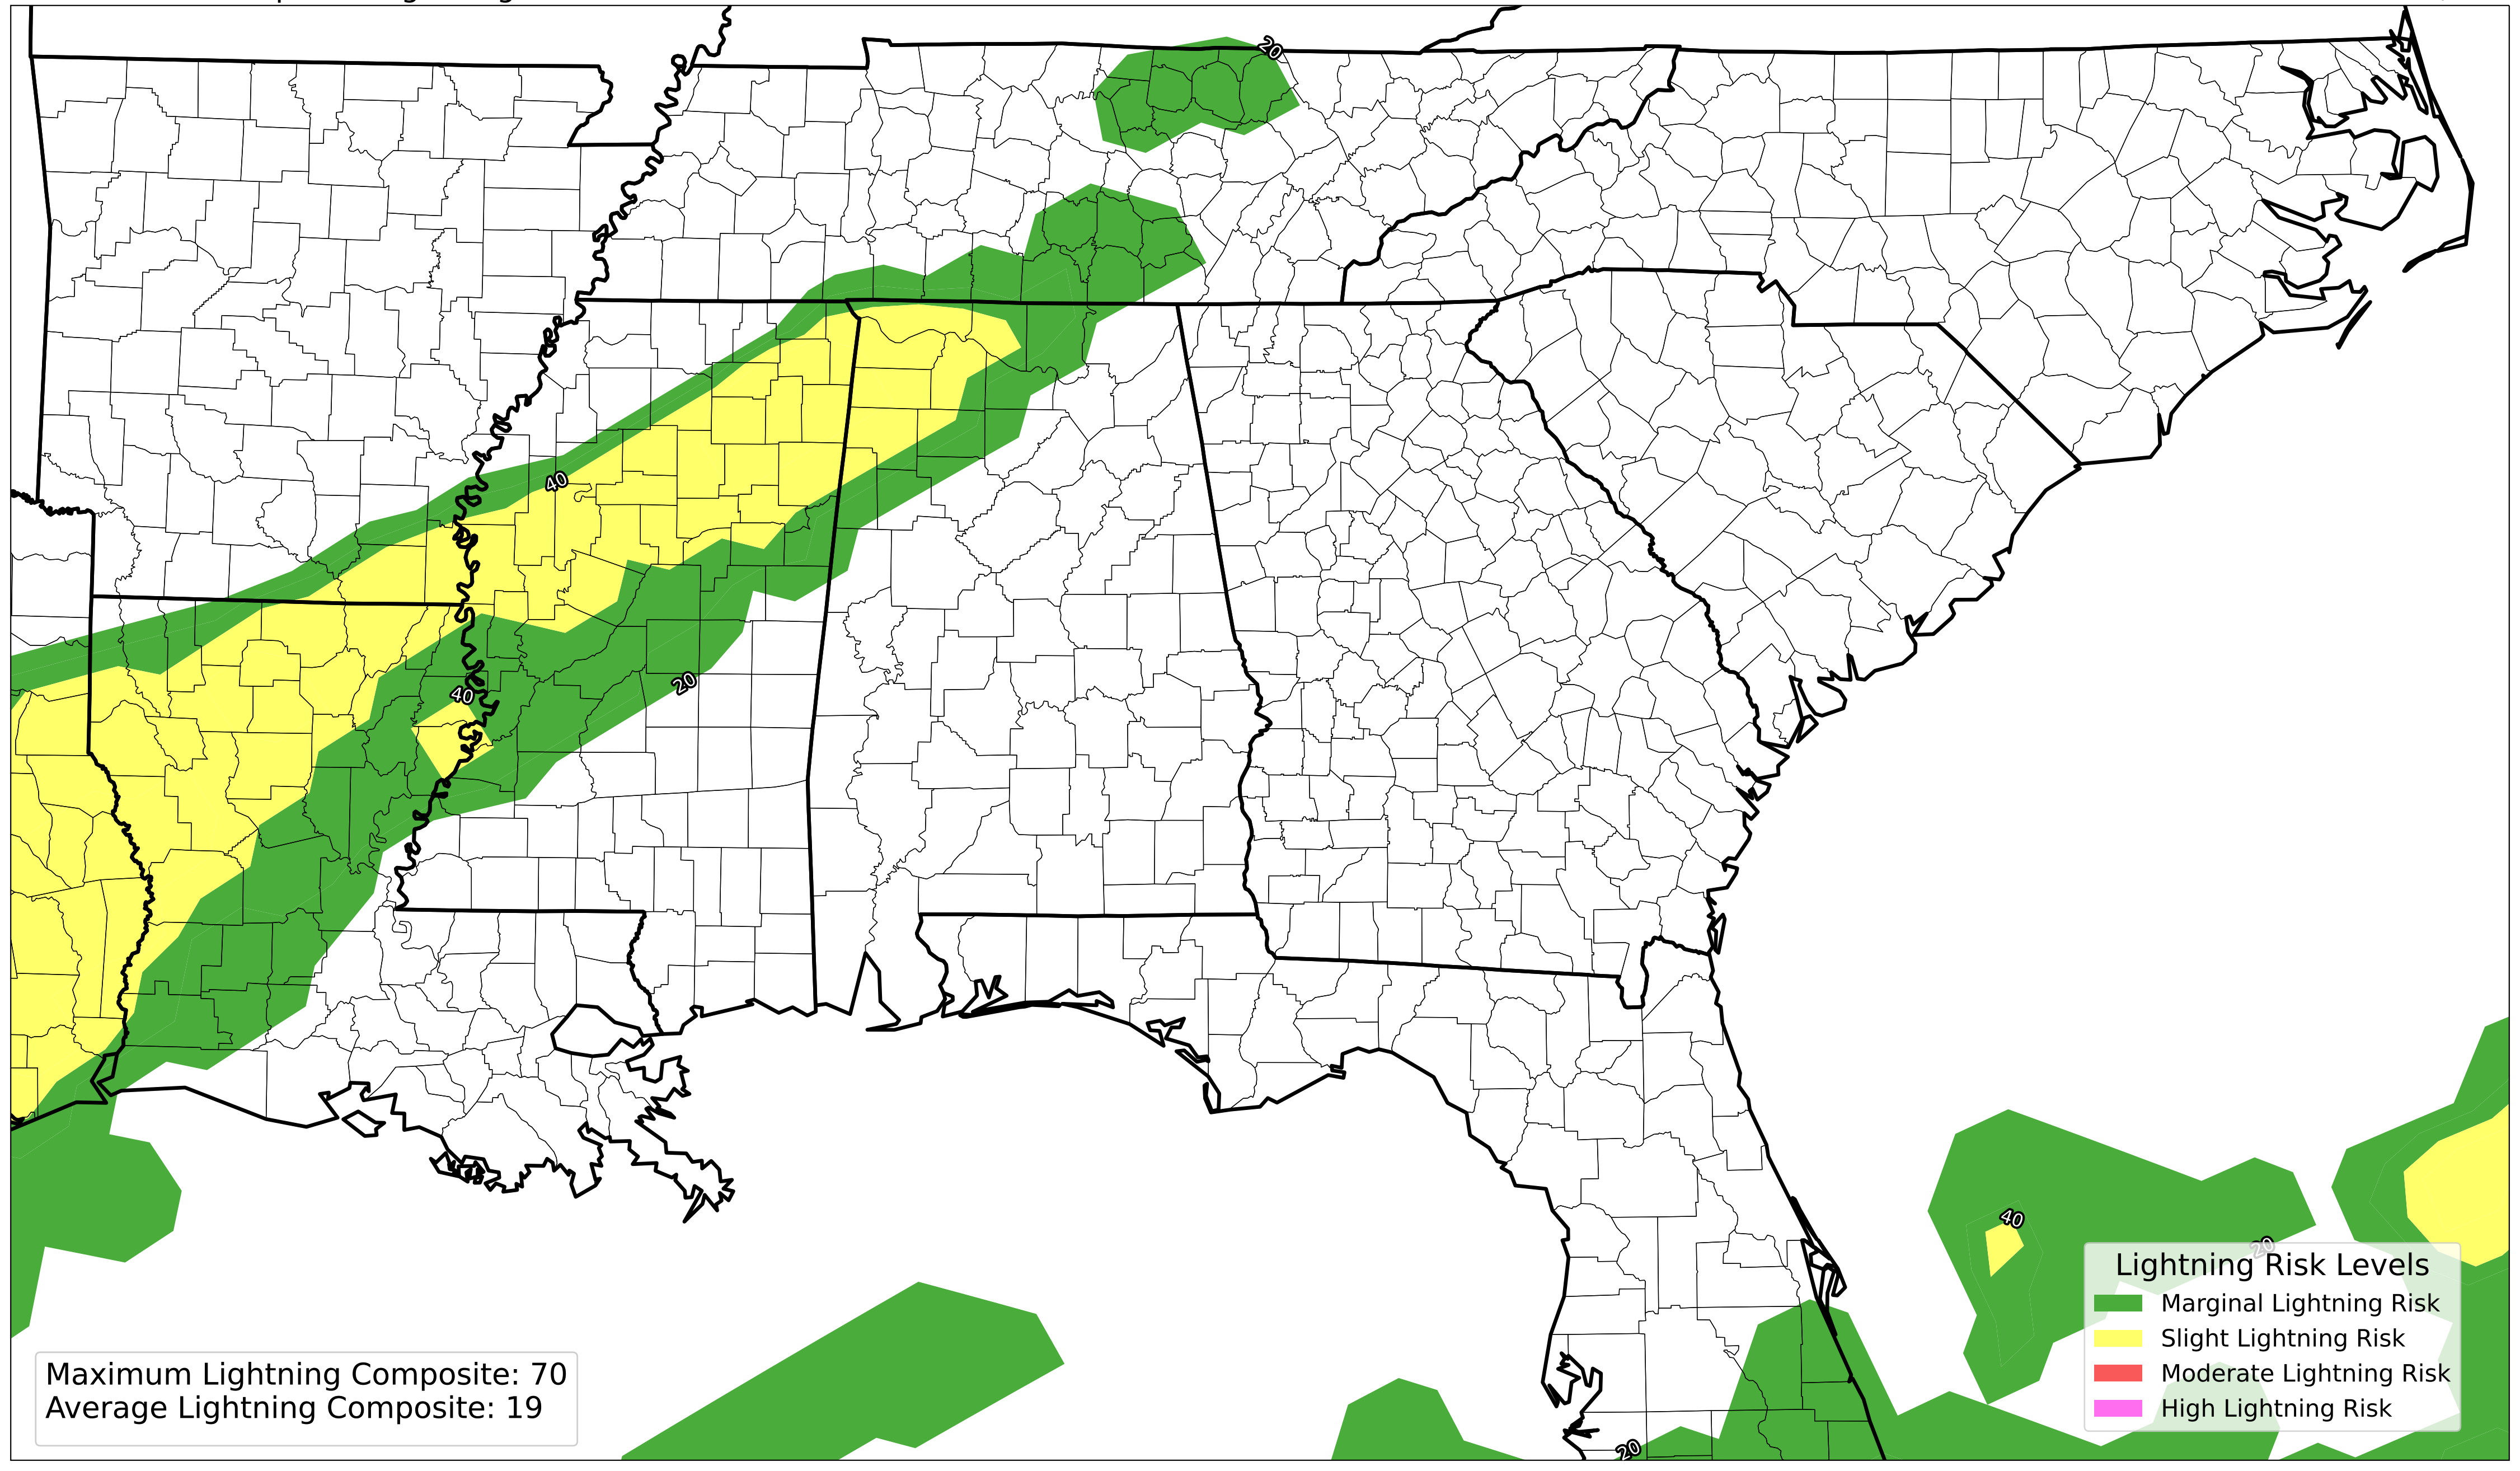 20
40
20
40
40
20
Lightning Risk Levels
Marginal Lightning Risk
Slight Lightning Risk
Moderate Lightning Risk
High Lightning Risk
Maximum Lightning Composite: 70
Average Lightning Composite: 19
20